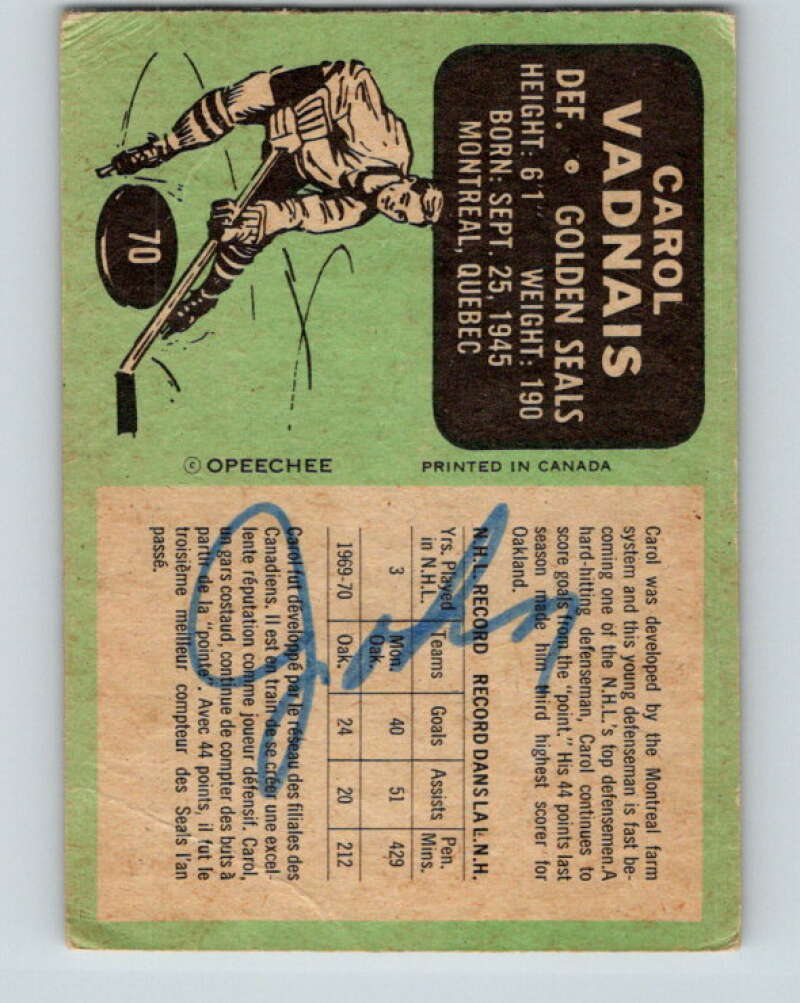 CAROL
VADNAIS
DEF. • GOLDEN SEALS
HEIGHT: 6'1" WEIGHT: 190
BORN: SEPT. 25, 1945
MONTREAL, QUEBEC
70
© OPEECHEE
PRINTED IN CANADA
Carol was developed by the Montreal farm
system and this young defenseman is fast be-
coming one of the N.H.L.'s top defensemen.A
hard-hitting defenseman, Carol continues to
score goals from the "point." His 44 points last
season made him third highest scorer for
Oakland.
N.H.L. RECORD RECORD DANS LA L.N.H.
Yrs. Played Teams Goals Assists Pen.
in N.H.L. Mins.
3 Mon. 40 51 429
Oak.
1969-70 Oak. 24 20 212
Carol fut développé par le réseau des filiales des
Canadiens. Il est en train de se créer une excel-
lente réputation comme joueur défensif. Carol,
un gars costaud, continue de compter des buts à
partir de la "pointe". Avec 44 points, il fut le
troisième meilleur compteur des Seals l'an
passé.
John